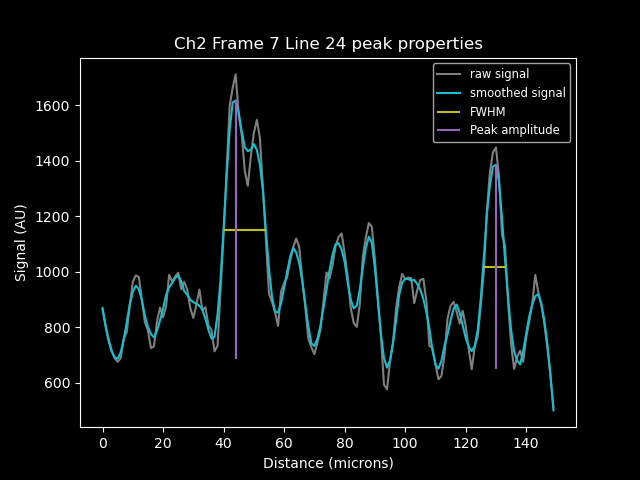 Ch2 Frame 7 Line 24 peak properties
raw signal
smoothed signal
FWHM
Peak amplitude
Signal (AU)
1600
1400
1200
1000
800
600
0 20 40 60 80 100 120 140
Distance (microns)